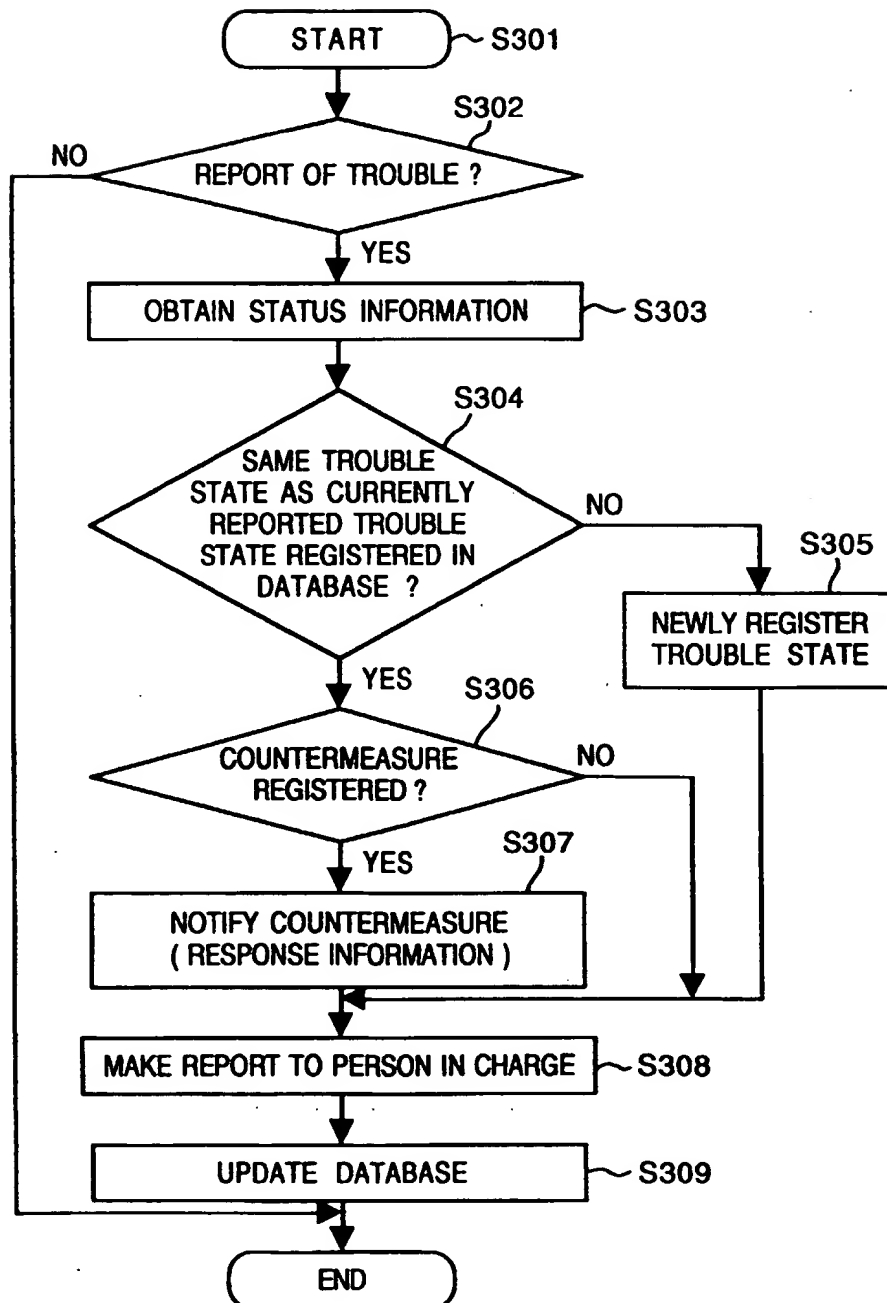 START
S301
S302
NO
REPORT OF TROUBLE ?
YES
OBTAIN STATUS INFORMATION
S303
S304
SAME TROUBLE
STATE AS CURRENTLY
REPORTED TROUBLE
STATE REGISTERED IN
DATABASE ?
NO
S305
NEWLY REGISTER
TROUBLE STATE
YES
S306
COUNTERMEASURE
REGISTERED ?
NO
YES
S307
NOTIFY COUNTERMEASURE
( RESPONSE INFORMATION )
MAKE REPORT TO PERSON IN CHARGE
S308
UPDATE DATABASE
S309
END